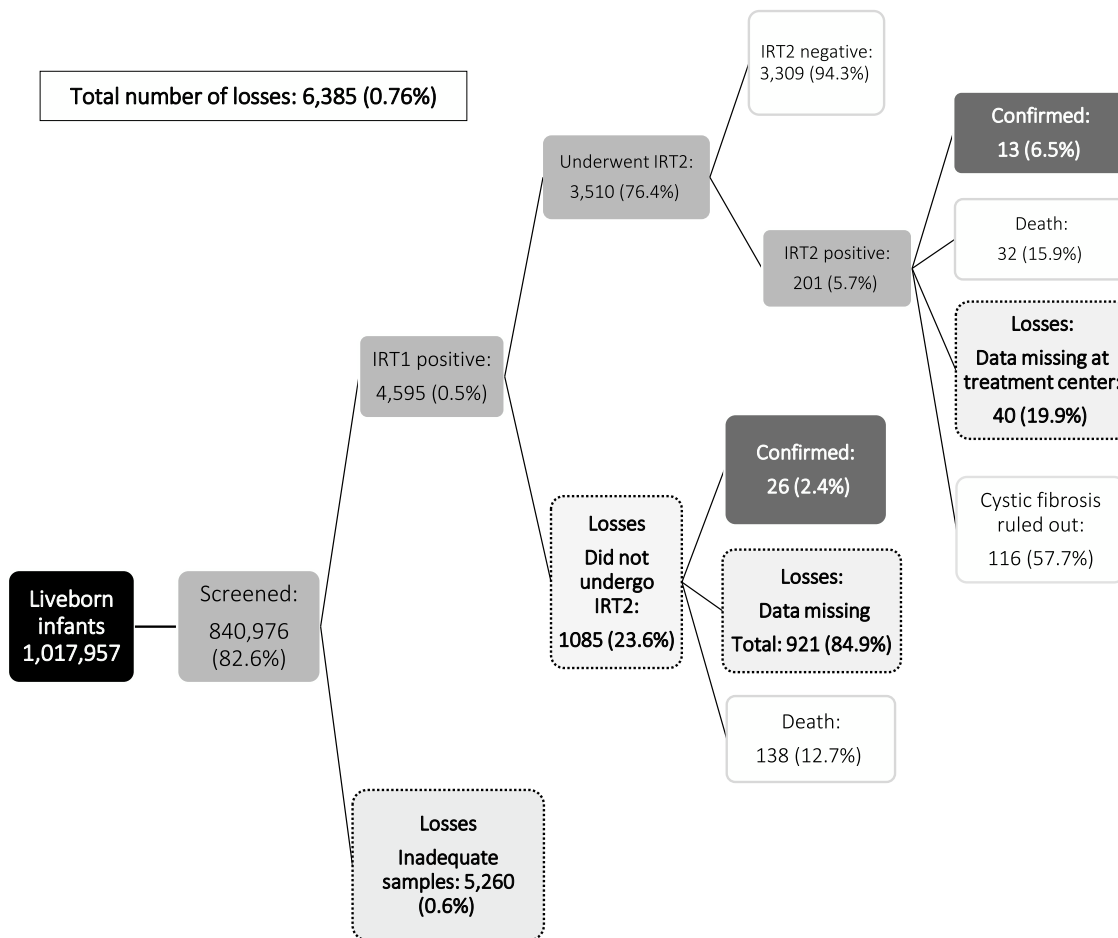 Total number of losses: 6,385 (0.76%)
IRT2 negative:
3,309 (94.3%)
Confirmed:
13 (6.5%)
Underwent IRT2:
3,510 (76.4%)
Death:
32 (15.9%)
IRT2 positive:
201 (5.7%)
Losses:
Data missing at
treatment center:
40 (19.9%)
IRT1 positive:
4,595 (0.5%)
Confirmed:
26 (2.4%)
Cystic fibrosis
ruled out:
116 (57.7%)
Losses
Did not
undergo
IRT2:
1085 (23.6%)
Losses:
Data missing
Total: 921 (84.9%)
Liveborn
infants
1,017,957
Screened:
840,976
(82.6%)
Death:
138 (12.7%)
Losses
Inadequate
samples: 5,260
(0.6%)